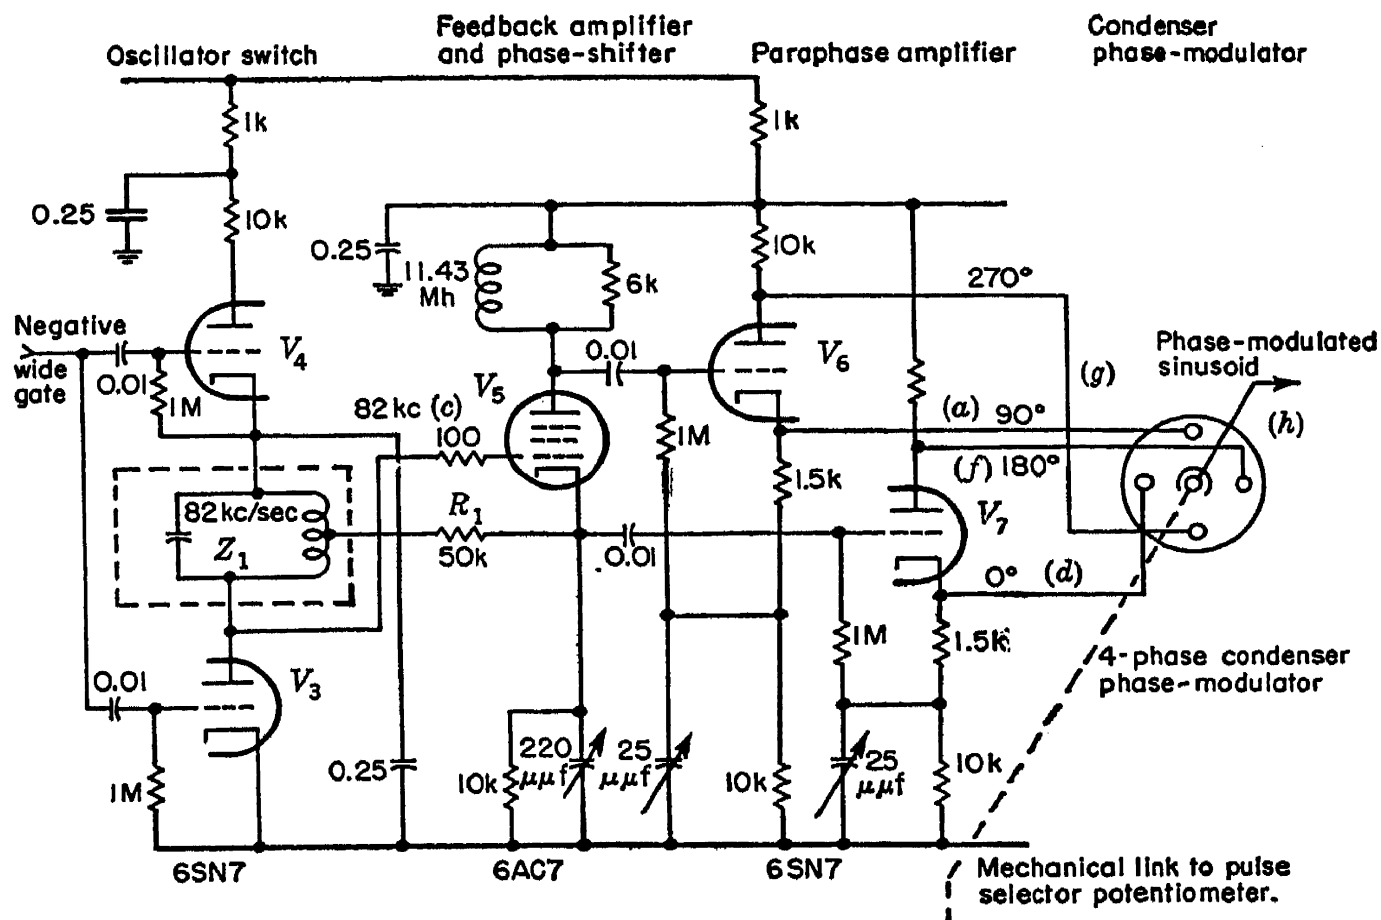 Oscillator switch
Feedback amplifier
and phase-shifter
Paraphase amplifier
Condenser
phase-modulator
1k
1k
0.25
10k
0.25
10k
11.43
Mh
6k
270°
Negative
wide
gate
0.01
1M
V4
82 kc (c)
100
V5
0.01
V6
1M
(g)
Phase-modulated
sinusoid
(h)
(a) 90°
(f) 180°
1.5k
82kc/sec
Z1
R1
50k
0.01
V7
0° (d)
1M
1.5k
4-phase condenser
phase-modulator
0.01
V3
1M
0.25
10k
220
μμf
25
μμf
10k
25
μμf
10k
6SN7
6AC7
6SN7
Mechanical link to pulse
selector potentiometer.